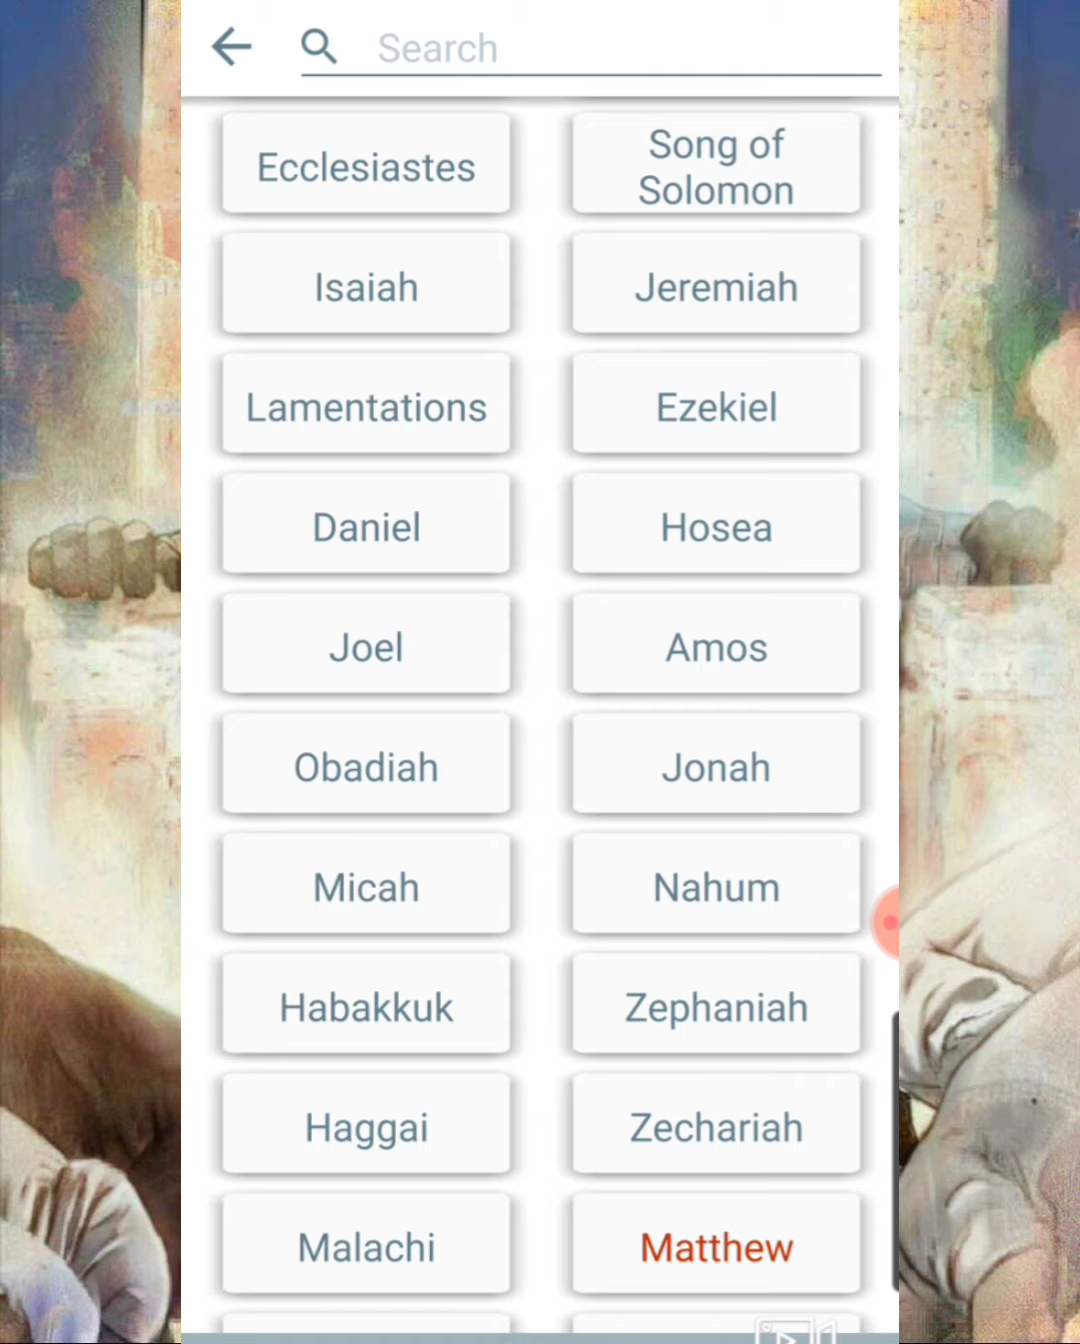 Search
Ecclesiastes
Song of
Solomon
Isaiah
Jeremiah
Lamentations
Ezekiel
Daniel
Hosea
Joel
Amos
Obadiah
Jonah
Micah
Nahum
Habakkuk
Zephaniah
Haggai
Zechariah
Malachi
Matthew